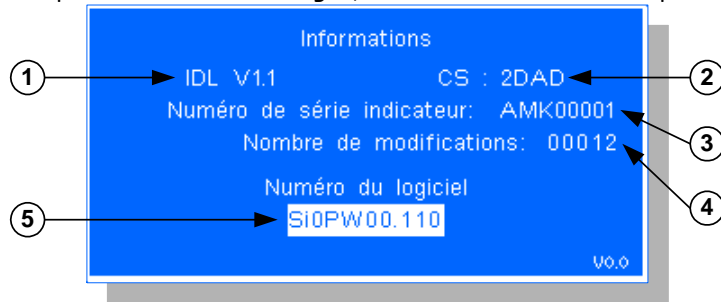 Informations
1 IDL V1.1 CS : 2DAD 2
Numéro de série indicateur: AMK00001 3
Nombre de modifications: 00012 4
Numéro du logiciel
5 Si0PW00.110
V0.0